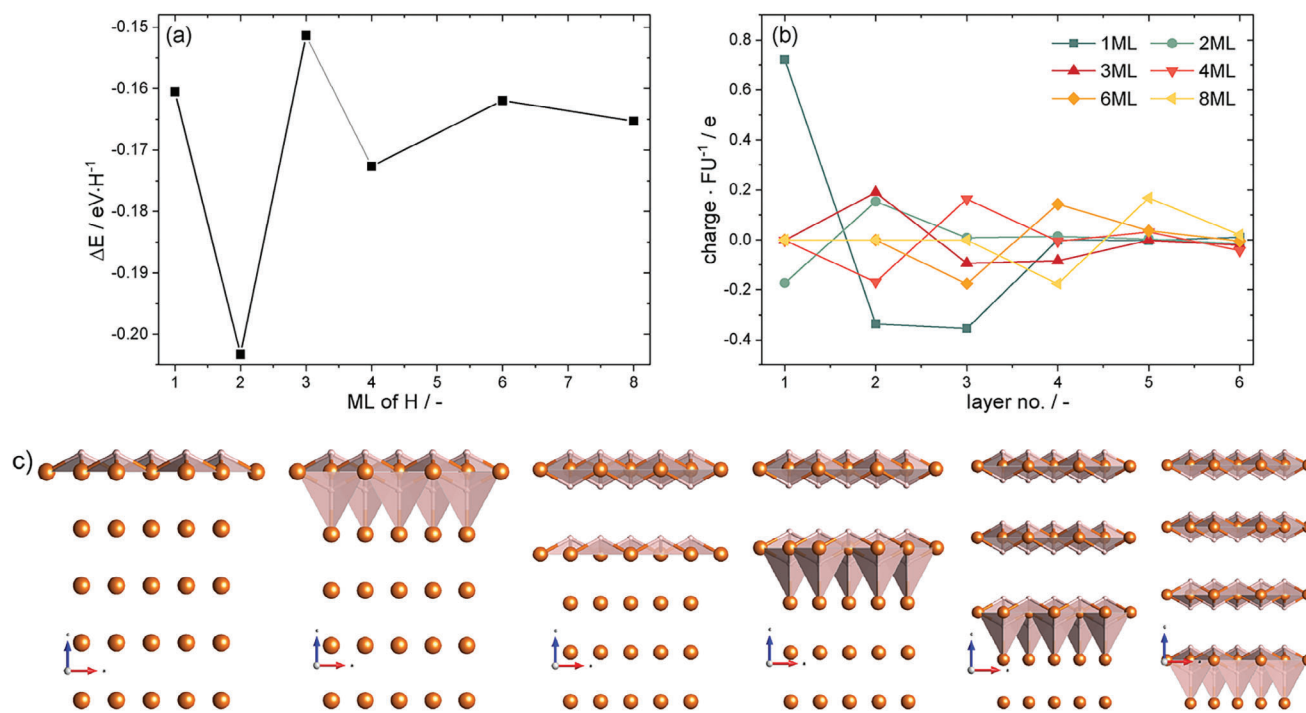 (a)
-0.15
-0.16
-0.17
-0.18
-0.19
-0.20
ΔE / eV·H⁻¹
1 2 3 4 5 6 7 8
ML of H / -
(b)
1ML 2ML
3ML 4ML
6ML 8ML
0.8
0.6
0.4
0.2
0.0
-0.2
-0.4
charge · FU⁻¹ / e
1 2 3 4 5 6
layer no. / -
c)